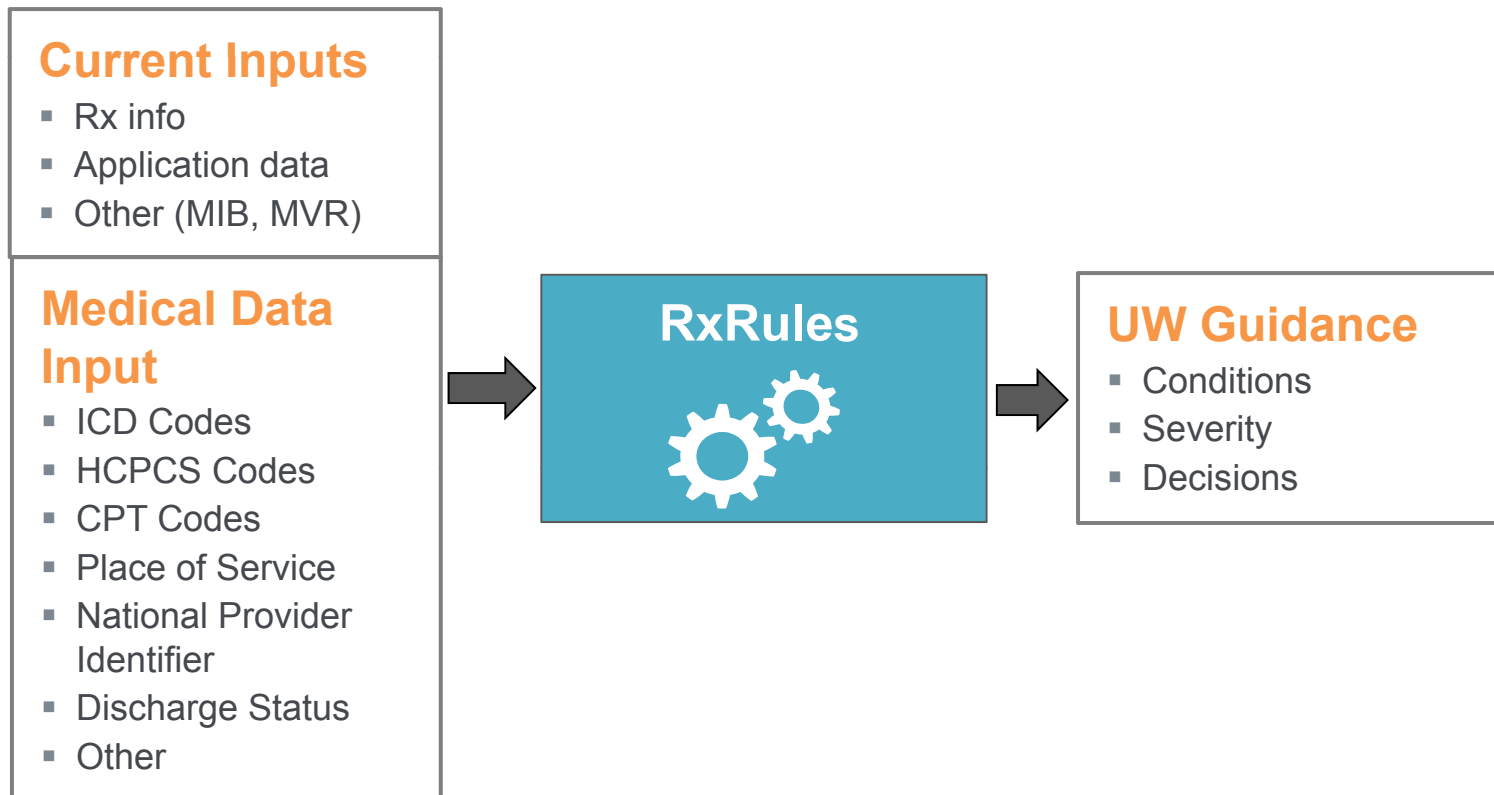 Current Inputs
▪ Rx info
▪ Application data
▪ Other (MIB, MVR)
Medical Data
Input
▪ ICD Codes
▪ HCPCS Codes
▪ CPT Codes
▪ Place of Service
▪ National Provider
Identifier
▪ Discharge Status
▪ Other
RxRules
UW Guidance
▪ Conditions
▪ Severity
▪ Decisions